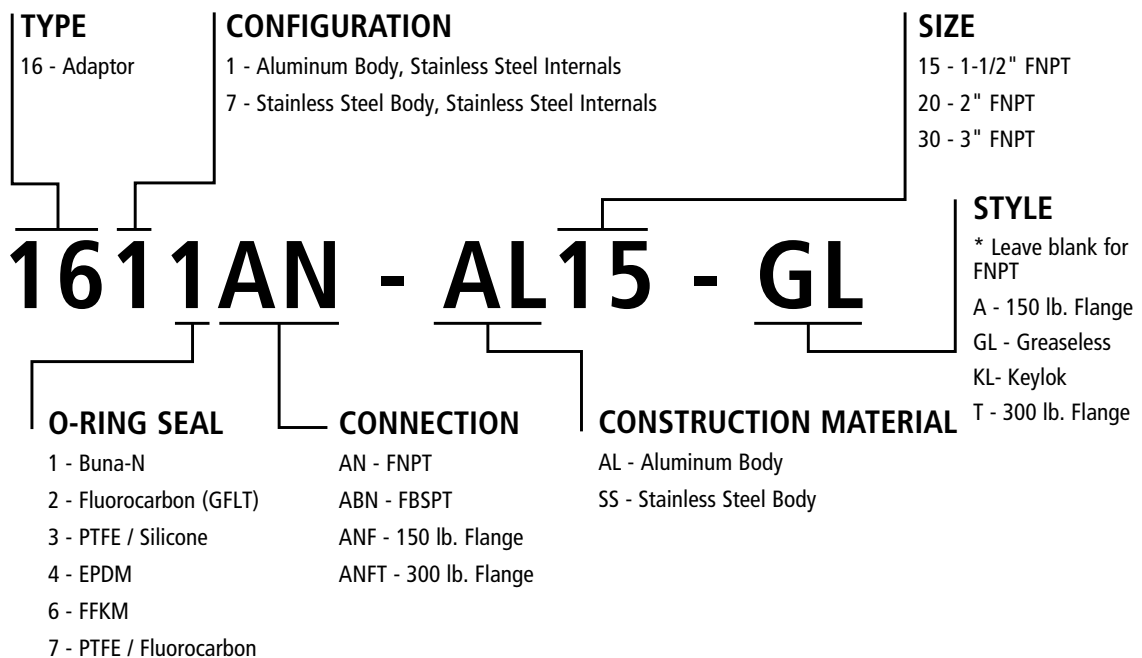 TYPE
16 - Adaptor
CONFIGURATION
1 - Aluminum Body, Stainless Steel Internals
7 - Stainless Steel Body, Stainless Steel Internals
SIZE
15 - 1-1/2" FNPT
20 - 2" FNPT
30 - 3" FNPT
1611AN - AL15 - GL
STYLE
* Leave blank for
FNPT
A - 150 lb. Flange
GL - Greaseless
KL- Keylok
T - 300 lb. Flange
O-RING SEAL
1 - Buna-N
2 - Fluorocarbon (GFLT)
3 - PTFE / Silicone
4 - EPDM
6 - FFKM
7 - PTFE / Fluorocarbon
CONNECTION
AN - FNPT
ABN - FBSPT
ANF - 150 lb. Flange
ANFT - 300 lb. Flange
CONSTRUCTION MATERIAL
AL - Aluminum Body
SS - Stainless Steel Body